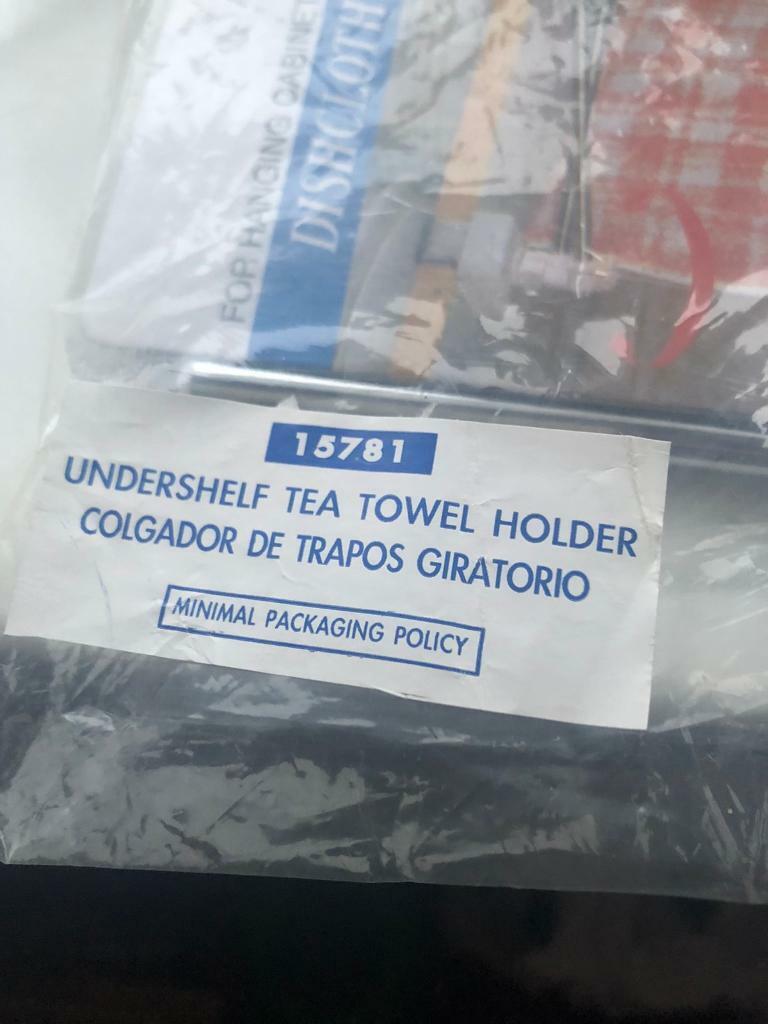 FOR HANGING CABINET
DISHCLOTH
15781
UNDERSHELF TEA TOWEL HOLDER
COLGADOR DE TRAPOS GIRATORIO
MINIMAL PACKAGING POLICY